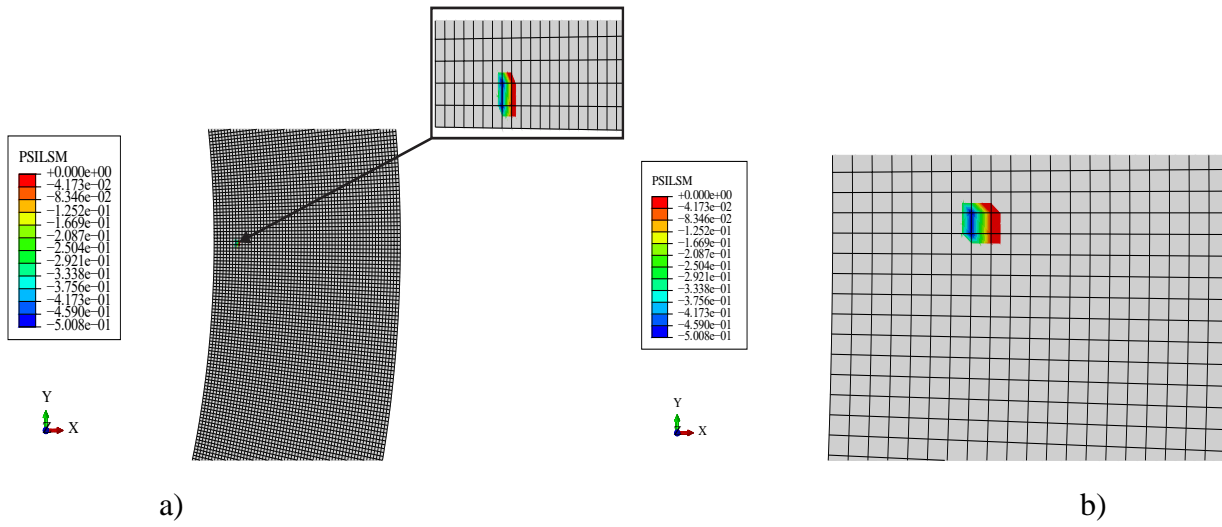 PSILSM
+0.000e+00
−4.173e−02
−8.346e−02
−1.252e−01
−1.669e−01
−2.087e−01
−2.504e−01
−2.921e−01
−3.338e−01
−3.756e−01
−4.173e−01
−4.590e−01
−5.008e−01
Y
Z X
a)
PSILSM
+0.000e+00
−4.173e−02
−8.346e−02
−1.252e−01
−1.669e−01
−2.087e−01
−2.504e−01
−2.921e−01
−3.338e−01
−3.756e−01
−4.173e−01
−4.590e−01
−5.008e−01
Y
Z X
b)